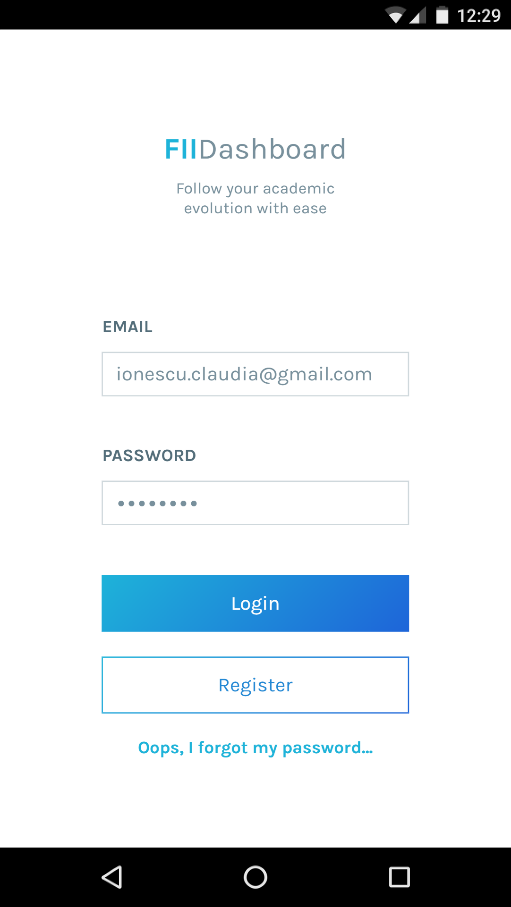 12:29
FIIDashboard
Follow your academic
evolution with ease
EMAIL
ionescu.claudia@gmail.com
PASSWORD
••••••••
Login
Register
Oops, I forgot my password...